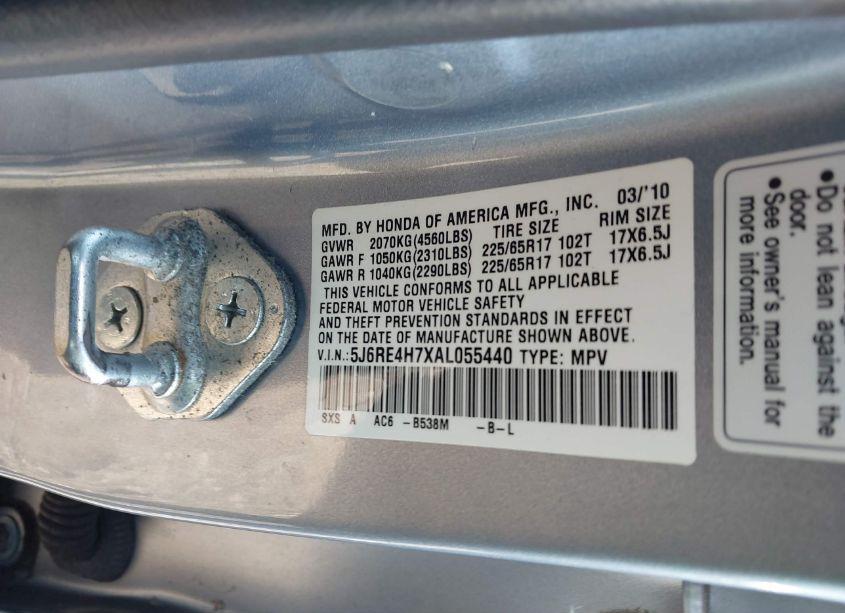 MFD. BY HONDA OF AMERICA MFG., INC. 03/'10
GVWR 2070KG(4560LBS) TIRE SIZE RIM SIZE
GAWR F 1050KG(2310LBS) 225/65R17 102T 17X6.5J
GAWR R 1040KG(2290LBS) 225/65R17 102T 17X6.5J
THIS VEHICLE CONFORMS TO ALL APPLICABLE
FEDERAL MOTOR VEHICLE SAFETY
AND THEFT PREVENTION STANDARDS IN EFFECT
ON THE DATE OF MANUFACTURE SHOWN ABOVE.
V.I.N.: 5J6RE4H7XAL055440 TYPE: MPV
SXS A AC6 -B538M -B-L
•Do not lean against the
door.
•See owner's manual for
more information.